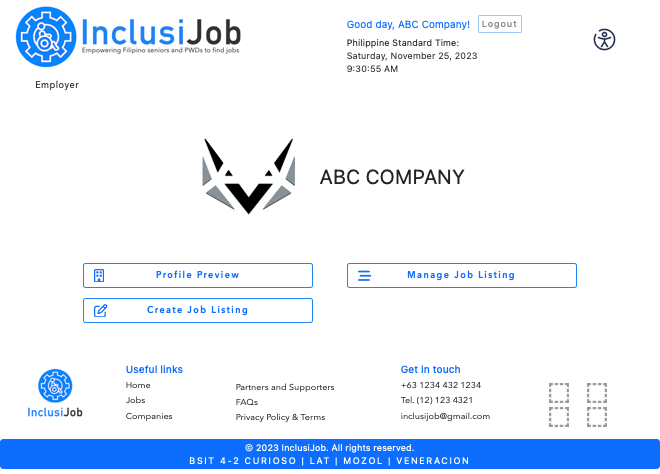 InclusiJob
Empowering Filipino seniors and PWDs to find jobs
Good day, ABC Company!
Logout
Philippine Standard Time:
Saturday, November 25, 2023
9:30:55 AM
Employer
ABC COMPANY
Profile Preview
Manage Job Listing
Create Job Listing
InclusiJob
Useful links
Home
Jobs
Companies
Partners and Supporters
FAQs
Privacy Policy & Terms
Get in touch
+63 1234 432 1234
Tel. (12) 123 4321
inclusijob@gmail.com
© 2023 InclusiJob. All rights reserved.
BSIT 4-2 CURIOSO | LAT | MOZOL | VENERACION